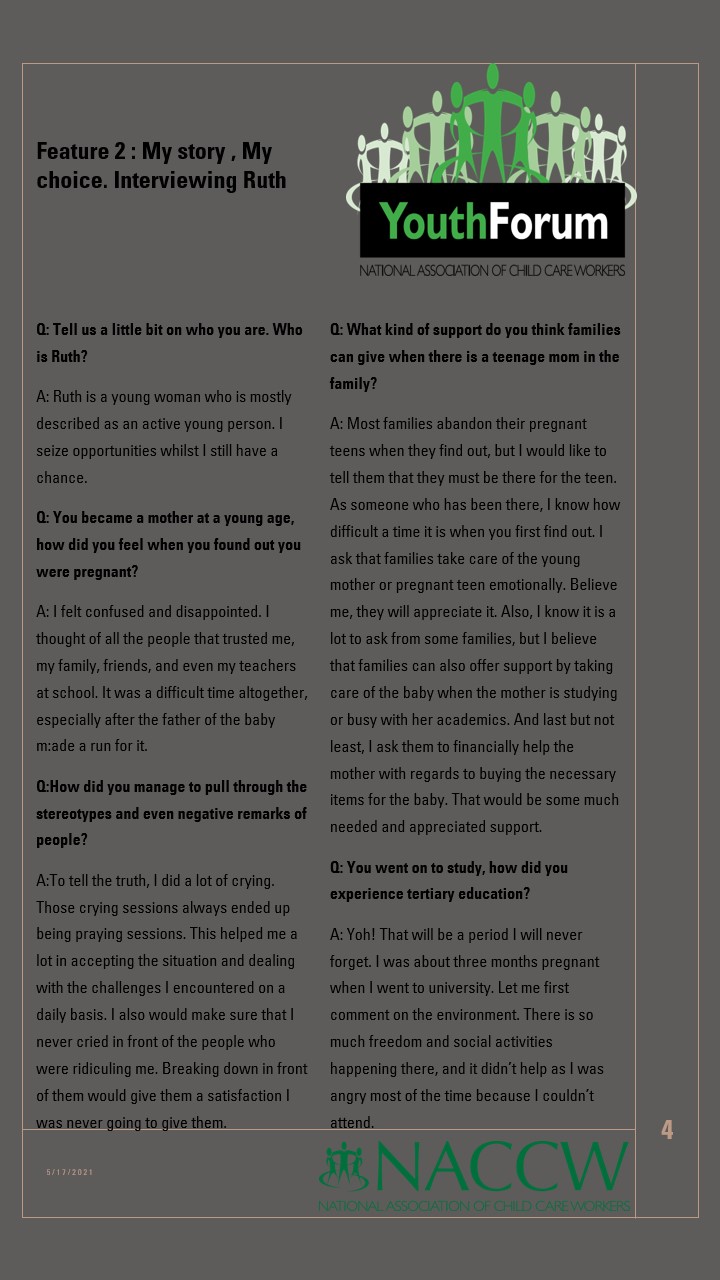 Feature 2 : My story , My
choice. Interviewing Ruth
YouthForum
NATIONAL ASSOCIATION OF CHILD CARE WORKERS
Q: Tell us a little bit on who you are. Who
is Ruth?
A: Ruth is a young woman who is mostly
described as an active young person. I
seize opportunities whilst I still have a
chance.
Q: You became a mother at a young age,
how did you feel when you found out you
were pregnant?
A: I felt confused and disappointed. I
thought of all the people that trusted me,
my family, friends, and even my teachers
at school. It was a difficult time altogether,
especially after the father of the baby
m:ade a run for it.
Q:How did you manage to pull through the
stereotypes and even negative remarks of
people?
A:To tell the truth, I did a lot of crying.
Those crying sessions always ended up
being praying sessions. This helped me a
lot in accepting the situation and dealing
with the challenges I encountered on a
daily basis. I also would make sure that I
never cried in front of the people who
were ridiculing me. Breaking down in front
of them would give them a satisfaction I
was never going to give them.
Q: What kind of support do you think families
can give when there is a teenage mom in the
family?
A: Most families abandon their pregnant
teens when they find out, but I would like to
tell them that they must be there for the teen.
As someone who has been there, I know how
difficult a time it is when you first find out. I
ask that families take care of the young
mother or pregnant teen emotionally. Believe
me, they will appreciate it. Also, I know it is a
lot to ask from some families, but I believe
that families can also offer support by taking
care of the baby when the mother is studying
or busy with her academics. And last but not
least, I ask them to financially help the
mother with regards to buying the necessary
items for the baby. That would be some much
needed and appreciated support.
Q: You went on to study, how did you
experience tertiary education?
A: Yoh! That will be a period I will never
forget. I was about three months pregnant
when I went to university. Let me first
comment on the environment. There is so
much freedom and social activities
happening there, and it didn’t help as I was
angry most of the time because I couldn’t
attend.
4
5/17/2021
NACCW
NATIONAL ASSOCIATION OF CHILD CARE WORKERS